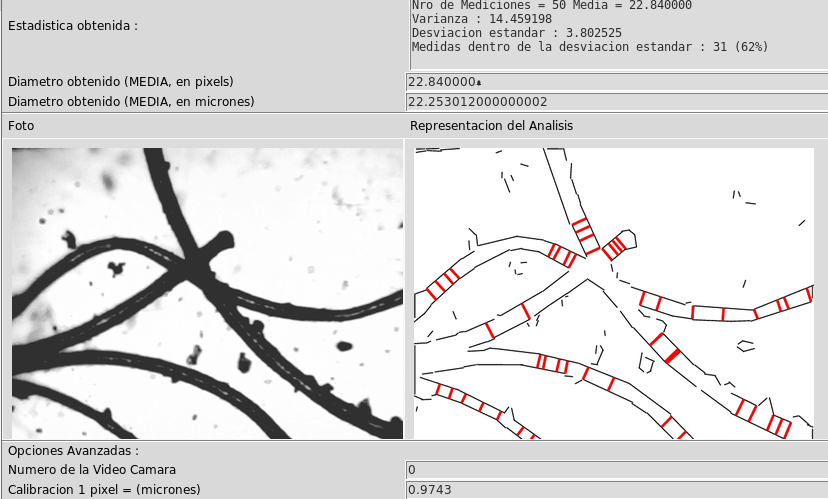 Nro de Mediciones = 50 Media = 22.840000
Estadistica obtenida :
Varianza : 14.459198
Desviacion estandar : 3.802525
Medidas dentro de la desviacion estandar : 31 (62%)
Diametro obtenido (MEDIA, en pixels) 22.840000
Diametro obtenido (MEDIA, en micrones) 22.253012000000002
Foto Representacion del Analisis
Opciones Avanzadas :
Numero de la Video Camara 0
Calibracion 1 pixel = (micrones) 0.9743